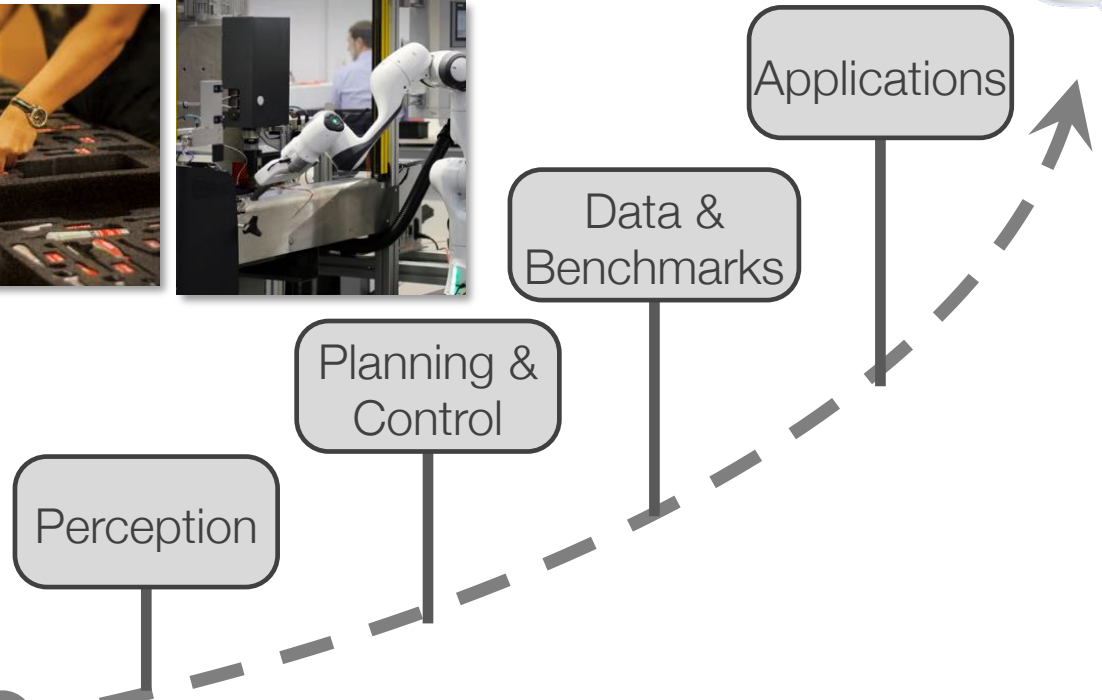 Applications
Data &
Benchmarks
Planning &
Control
Perception